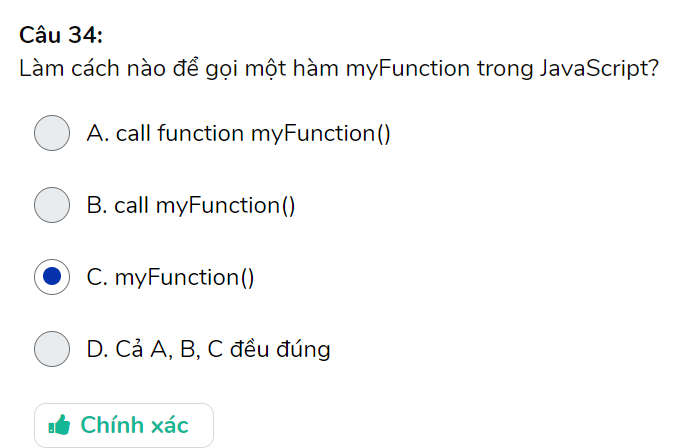 Câu 34:
Làm cách nào để gọi một hàm myFunction trong JavaScript?
A. call function myFunction()
B. call myFunction()
C. myFunction()
D. Cả A, B, C đều đúng
Chính xác